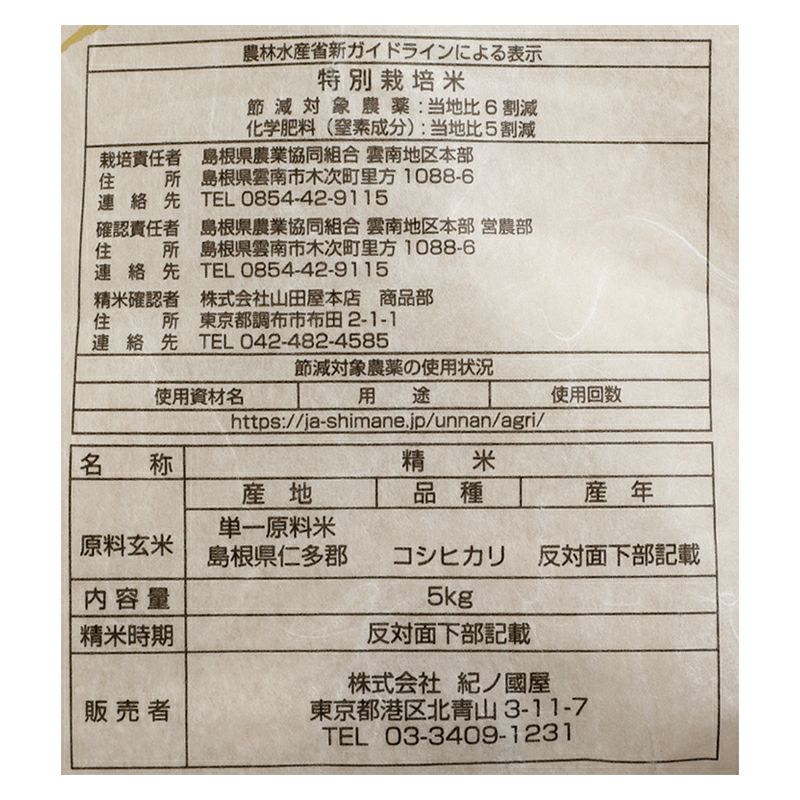 農林水産省新ガイドラインによる表示
特別栽培米
節減対象農薬：当地比6割減
化学肥料（窒素成分）：当地比5割減
栽培責任者 島根県農業協同組合 雲南地区本部
住所 島根県雲南市木次町里方 1088-6
連絡先 TEL 0854-42-9115
確認責任者 島根県農業協同組合 雲南地区本部 営農部
住所 島根県雲南市木次町里方 1088-6
連絡先 TEL 0854-42-9115
精米確認者 株式会社山田屋本店 商品部
住所 東京都調布市布田 2-1-1
連絡先 TEL 042-482-4585
節減対象農薬の使用状況
使用資材名 用途 使用回数
https://ja-shimane.jp/unnan/agri/
名称 精米
原料玄米 産地 品種 産年
単一原料米
島根県仁多郡 コシヒカリ 反対面下部記載
内容量 5kg
精米時期 反対面下部記載
販売者 株式会社 紀ノ國屋
東京都港区北青山 3-11-7
TEL 03-3409-1231